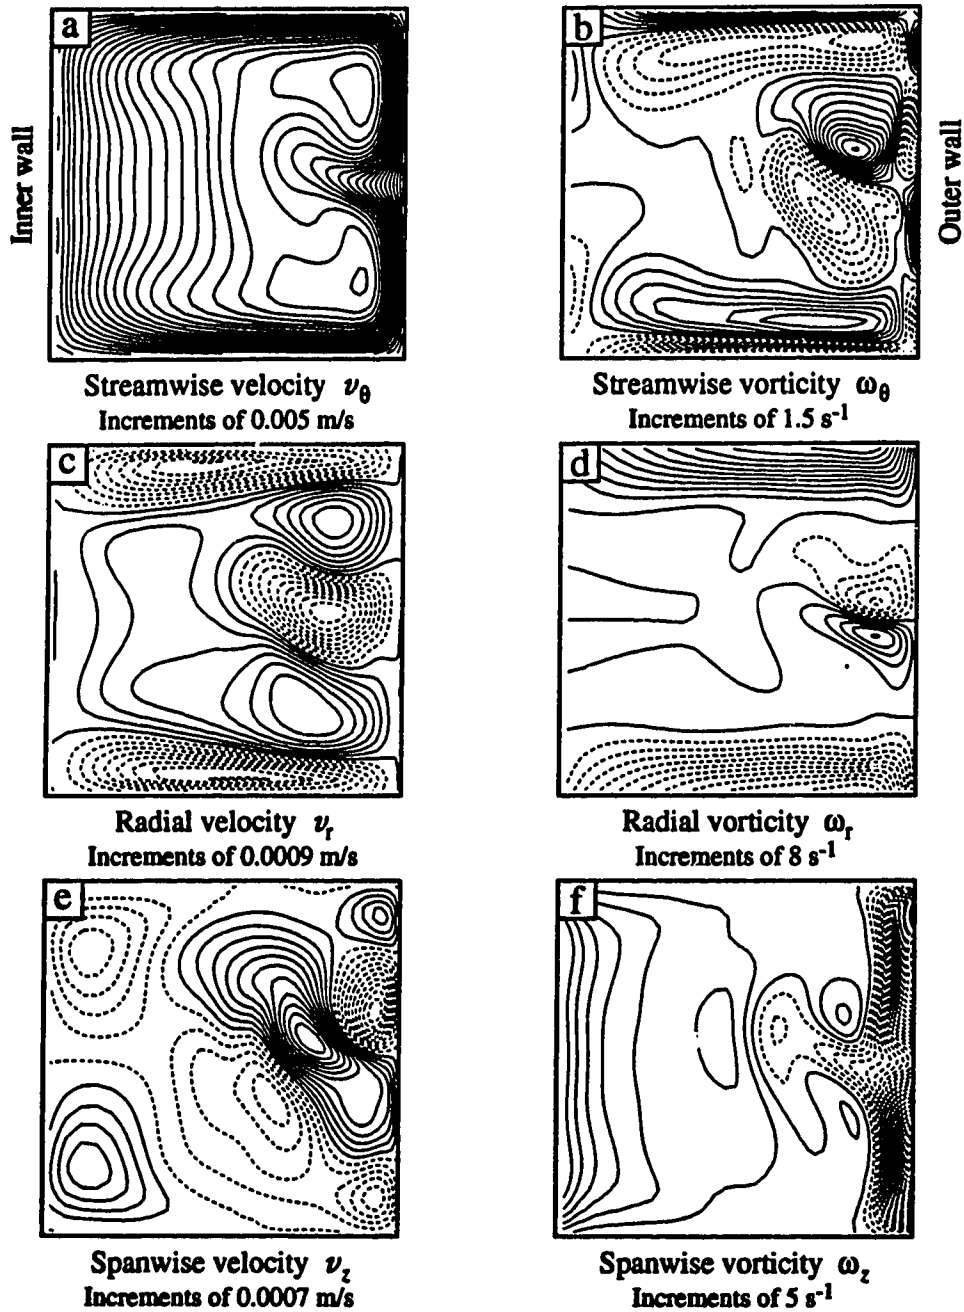 a
b
Inner wall
Outer wall
Streamwise velocity v_θ
Increments of 0.005 m/s
Streamwise vorticity ω_θ
Increments of 1.5 s⁻¹
c
d
Radial velocity v_r
Increments of 0.0009 m/s
Radial vorticity ω_r
Increments of 8 s⁻¹
e
f
Spanwise velocity v_z
Increments of 0.0007 m/s
Spanwise vorticity ω_z
Increments of 5 s⁻¹